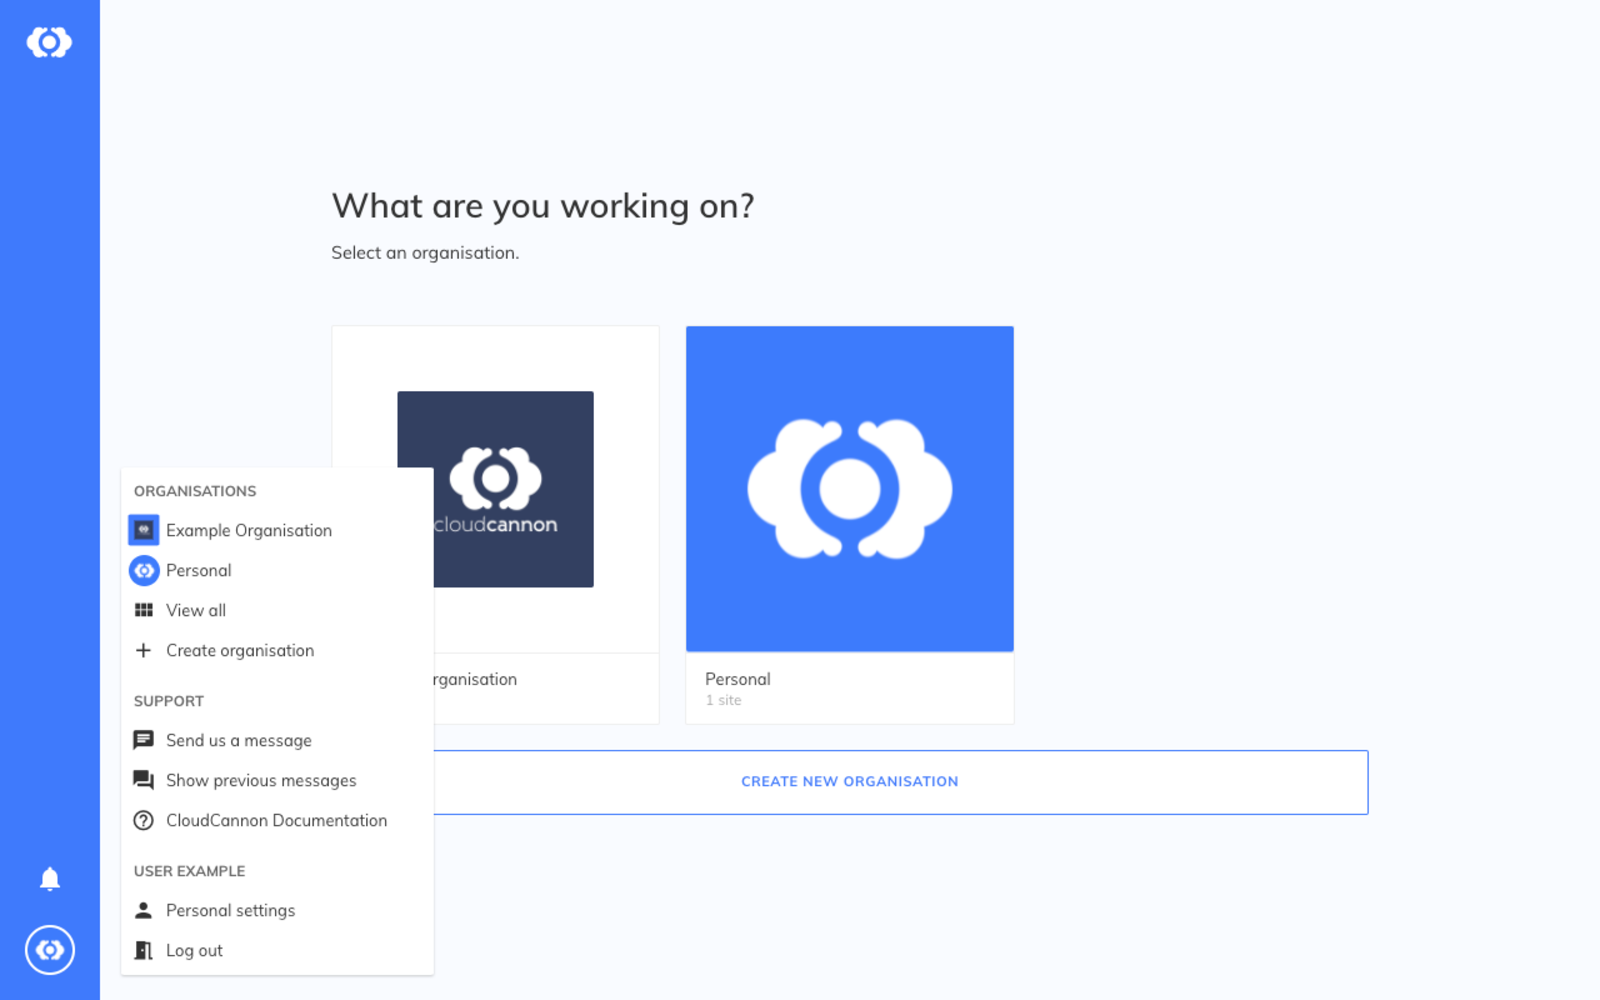 What are you working on?
Select an organisation.
cloudcannon
rganisation
Personal
1 site
CREATE NEW ORGANISATION
ORGANISATIONS
Example Organisation
Personal
View all
Create organisation
SUPPORT
Send us a message
Show previous messages
CloudCannon Documentation
USER EXAMPLE
Personal settings
Log out